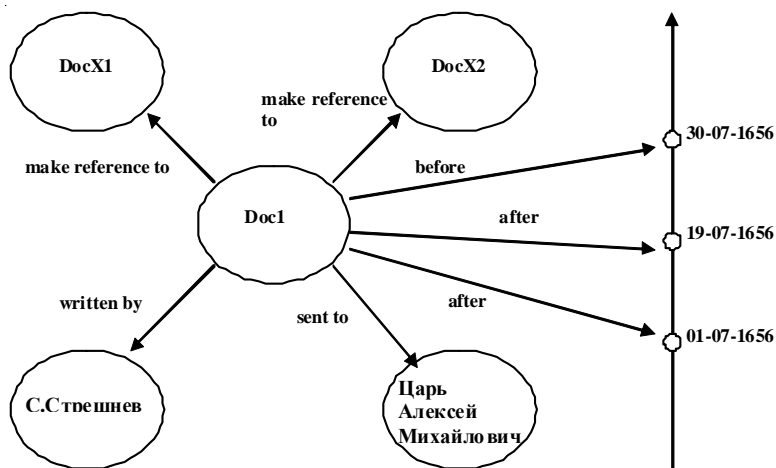 DocX1
DocX2
make reference
to
30-07-1656
make reference to
before
Doc1
after
19-07-1656
written by
sent to
after
01-07-1656
С.Стрешнев
Царь
Алексей
Михайлович